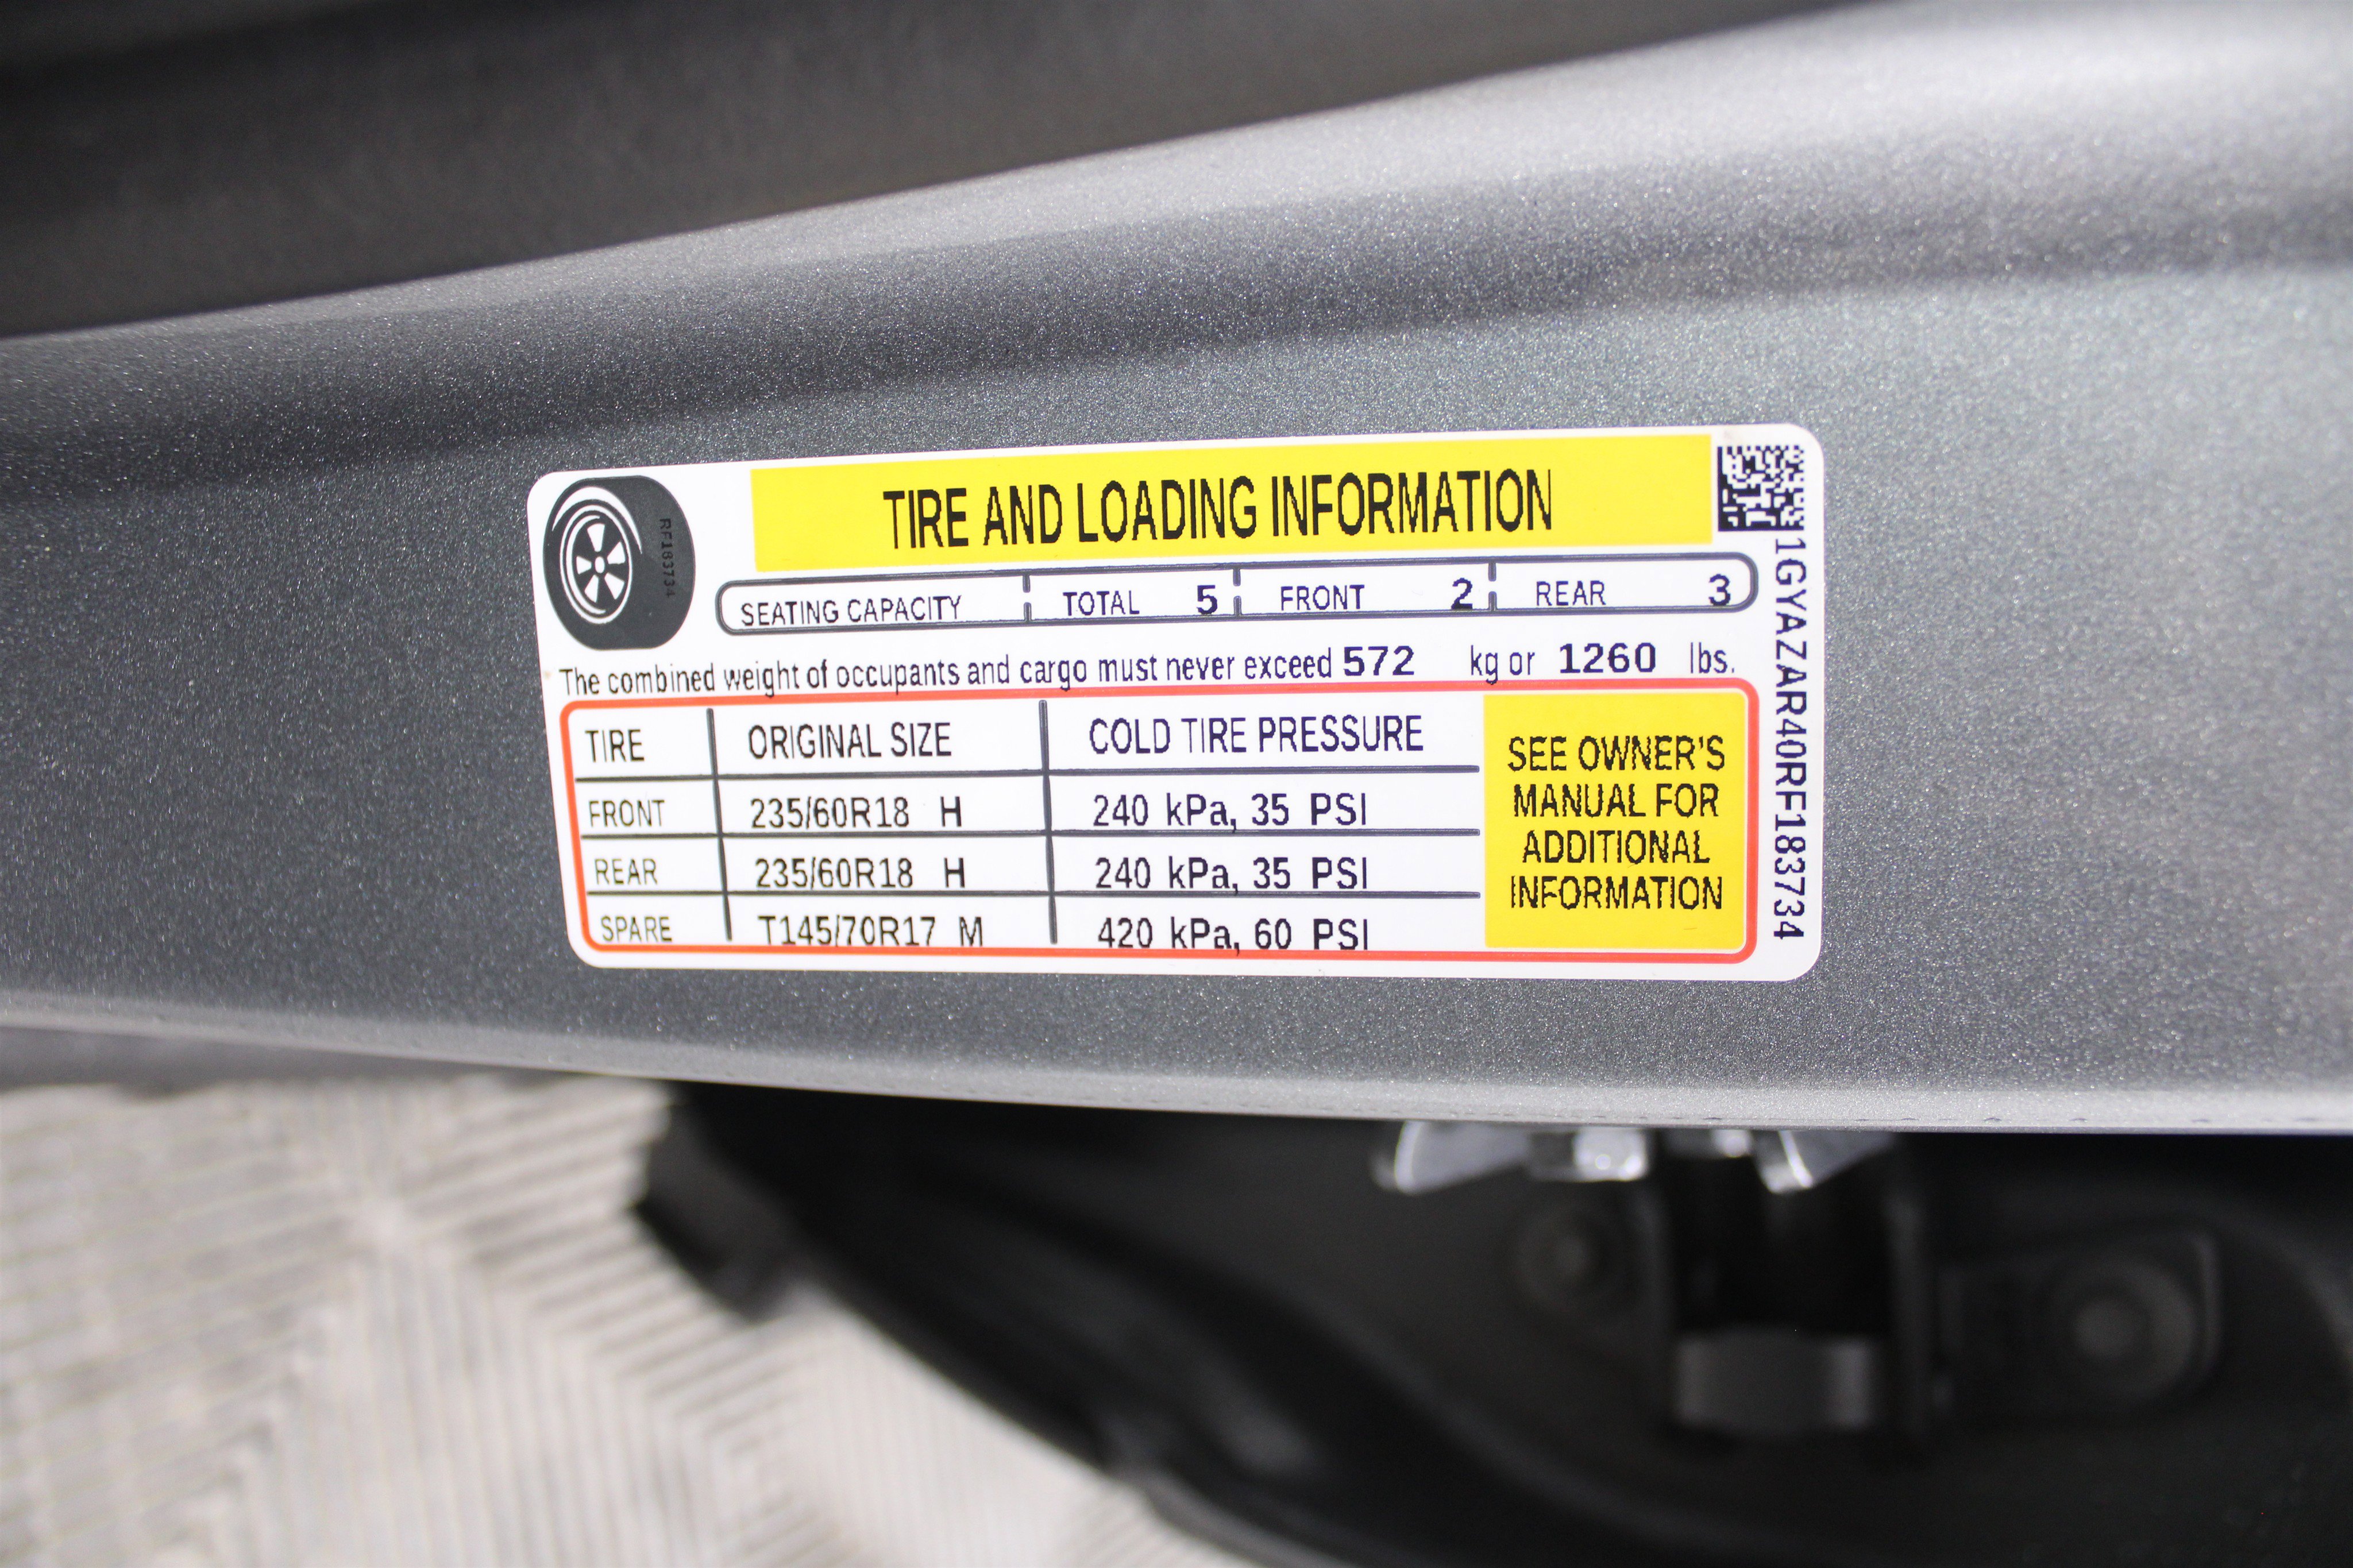 TIRE AND LOADING INFORMATION
RF183734
SEATING CAPACITY TOTAL 5 FRONT 2 REAR 3
The combined weight of occupants and cargo must never exceed 572 kg or 1260 lbs.
TIRE ORIGINAL SIZE COLD TIRE PRESSURE
FRONT 235/60R18 H 240 kPa, 35 PSI
REAR 235/60R18 H 240 kPa, 35 PSI
SPARE T145/70R17 M 420 kPa, 60 PSI
SEE OWNER'S
MANUAL FOR
ADDITIONAL
INFORMATION
1GYAZAR40RF183734